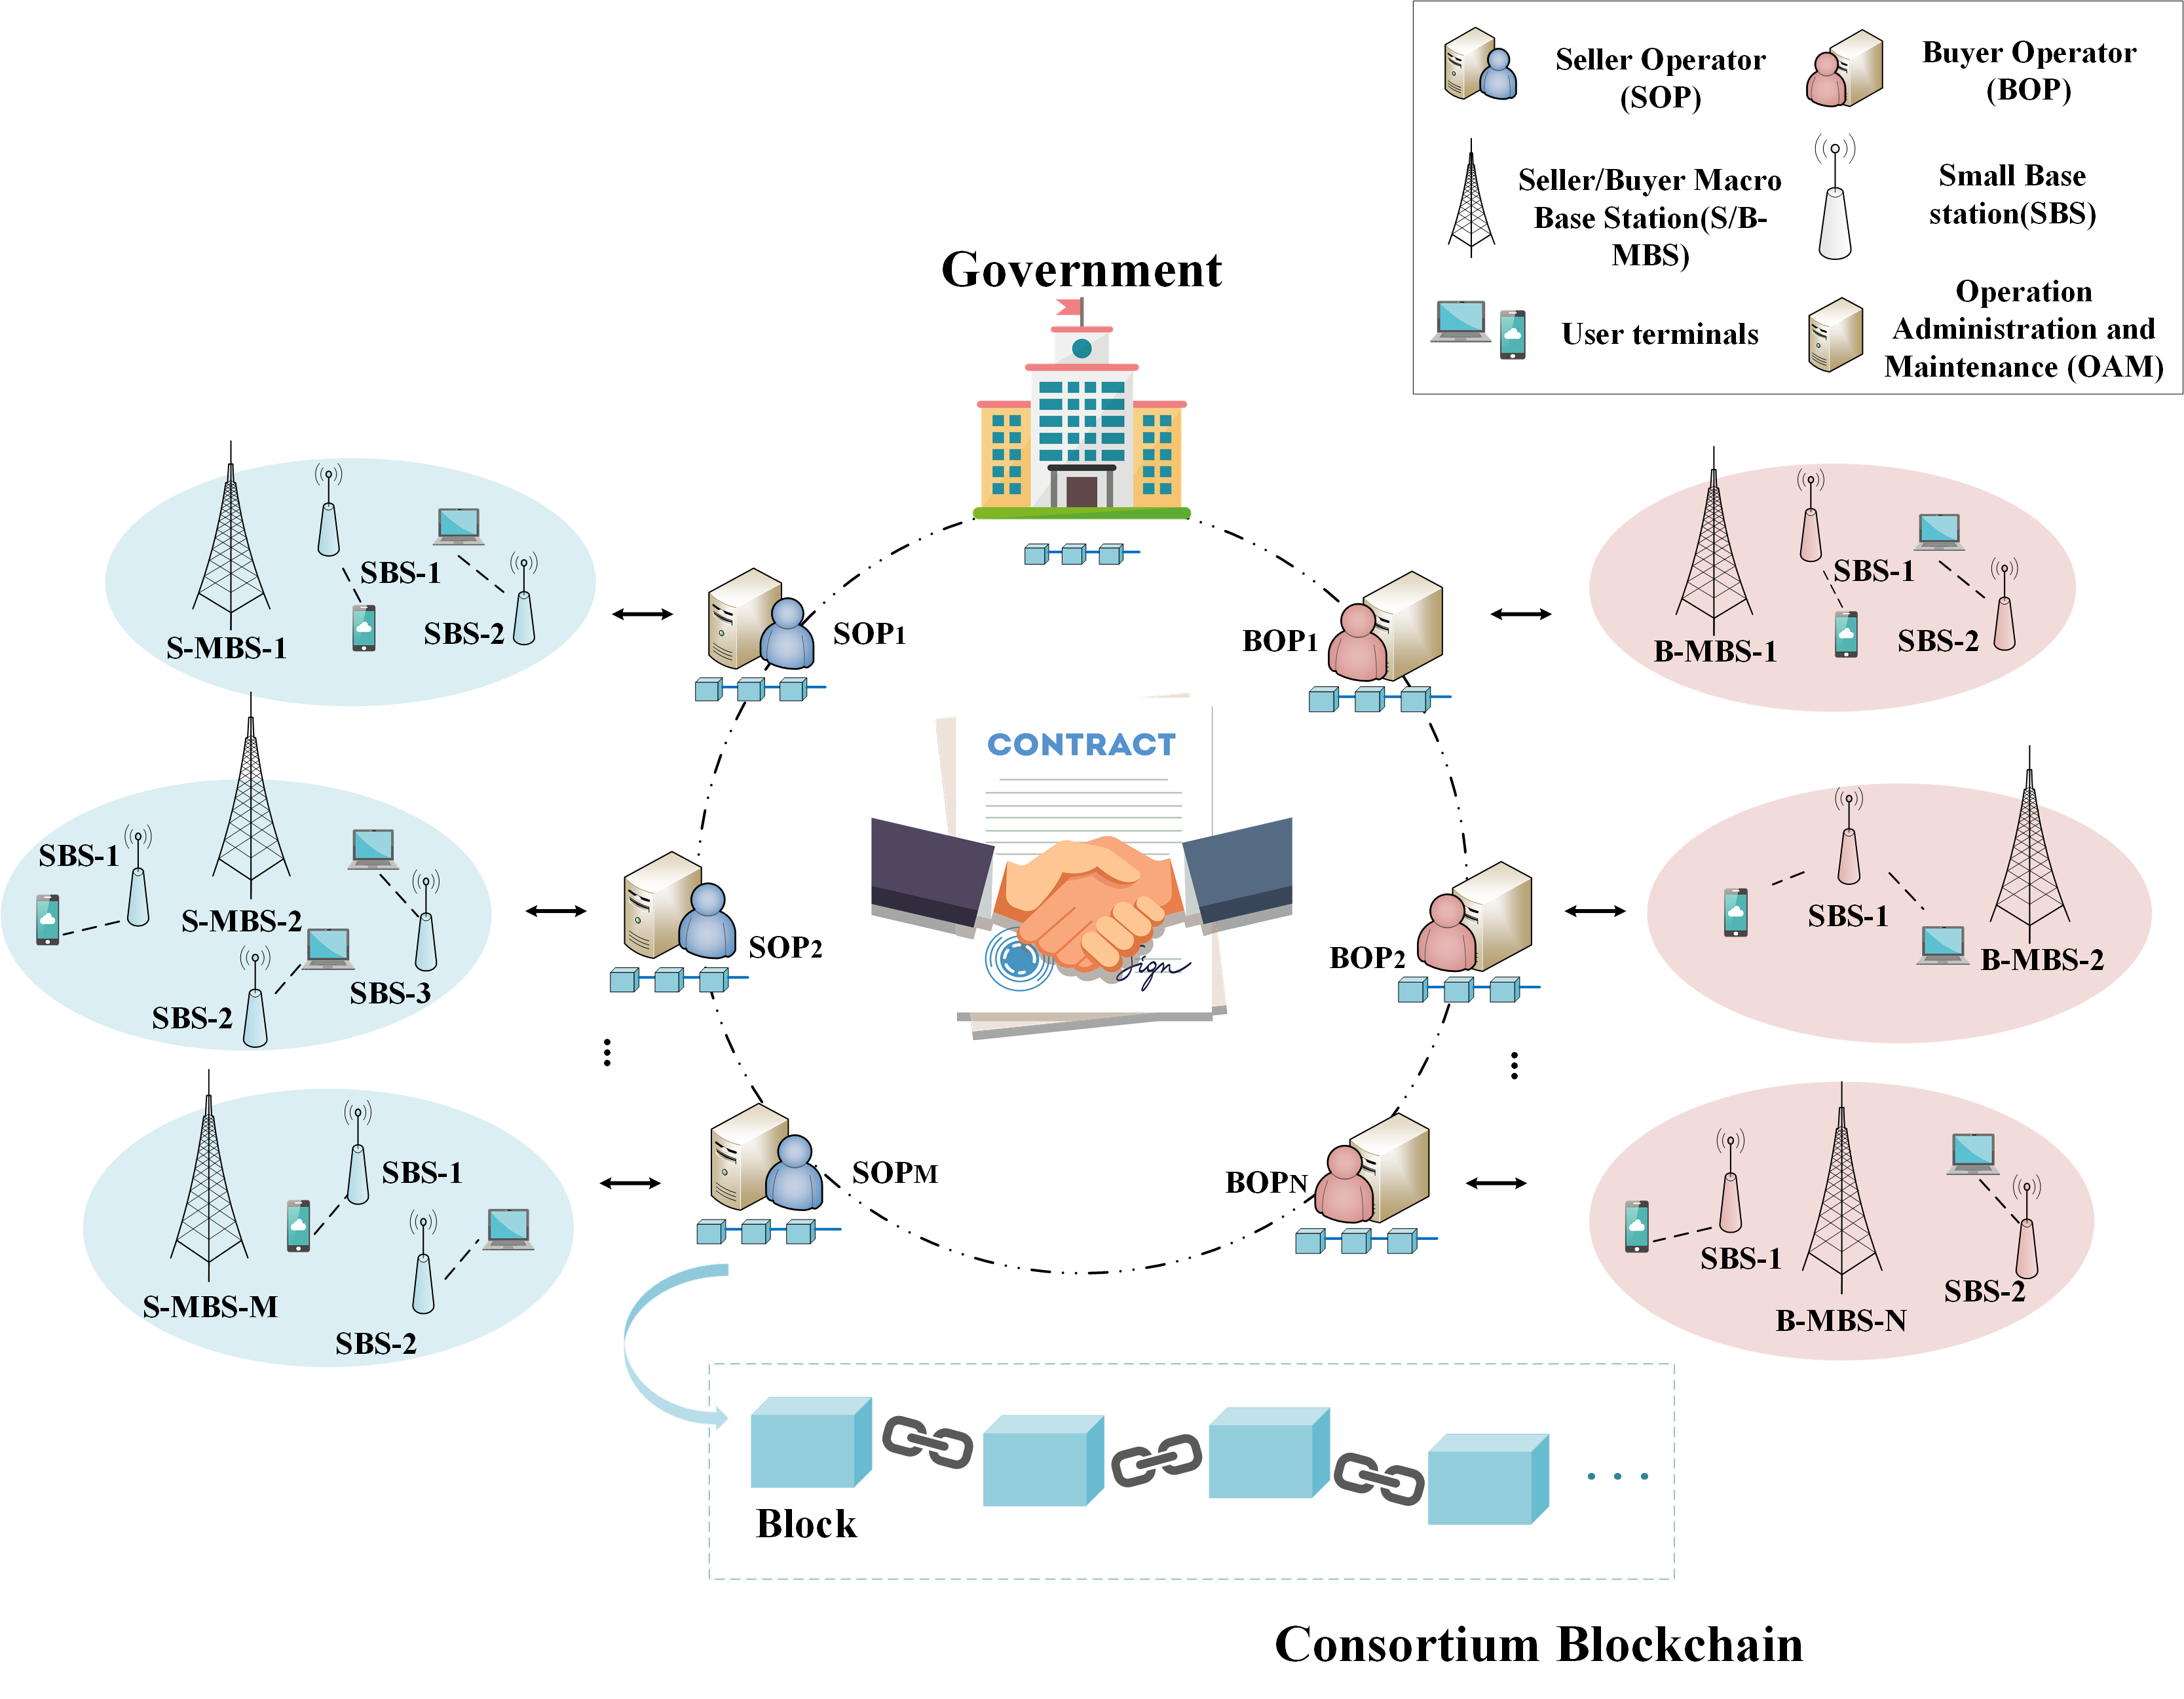 Seller Operator
(SOP)
Buyer Operator
(BOP)
Seller/Buyer Macro
Base Station(S/B-
MBS)
Small Base
station(SBS)
User terminals
Operation
Administration and
Maintenance (OAM)
Government
S-MBS-1
SBS-1
SBS-2
SOP1
BOP1
B-MBS-1
SBS-1
SBS-2
CONTRACT
SBS-1
S-MBS-2
SBS-2
SBS-3
SOP2
Sign
BOP2
SBS-1
B-MBS-2
S-MBS-M
SBS-1
SBS-2
SOPM
BOPN
SBS-1
B-MBS-N
SBS-2
Block
Consortium Blockchain